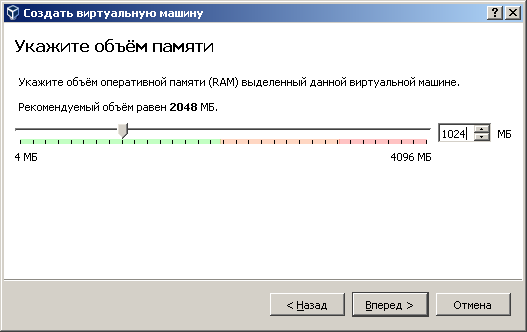 Создать виртуальную машину
Укажите объём памяти
Укажите объём оперативной памяти (RAM) выделенный данной виртуальной машине.
Рекомендуемый объём равен 2048 МБ.
1024 МБ
4 МБ 4096 МБ
< Назад Вперед > Отмена